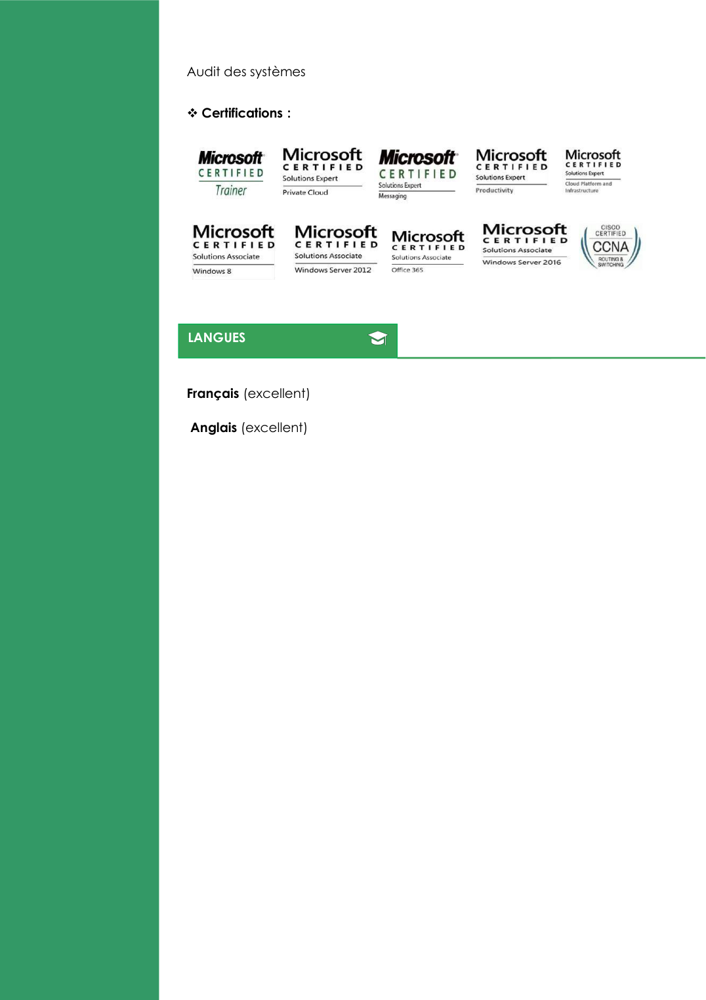 Audit des systèmes
❖ Certifications :
Microsoft
CERTIFIED
Trainer
Microsoft
CERTIFIED
Solutions Expert
Private Cloud
Microsoft
CERTIFIED
Solutions Expert
Messaging
Microsoft
CERTIFIED
Solutions Expert
Productivity
Microsoft
CERTIFIED
Solutions Expert
Cloud Platform and
Infrastructure
Microsoft
CERTIFIED
Solutions Associate
Windows 8
Microsoft
CERTIFIED
Solutions Associate
Windows Server 2012
Microsoft
CERTIFIED
Solutions Associate
Office 365
Microsoft
CERTIFIED
Solutions Associate
Windows Server 2016
CISCO
CERTIFIED
CCNA
ROUTING &
SWITCHING
LANGUES
Français (excellent)
Anglais (excellent)